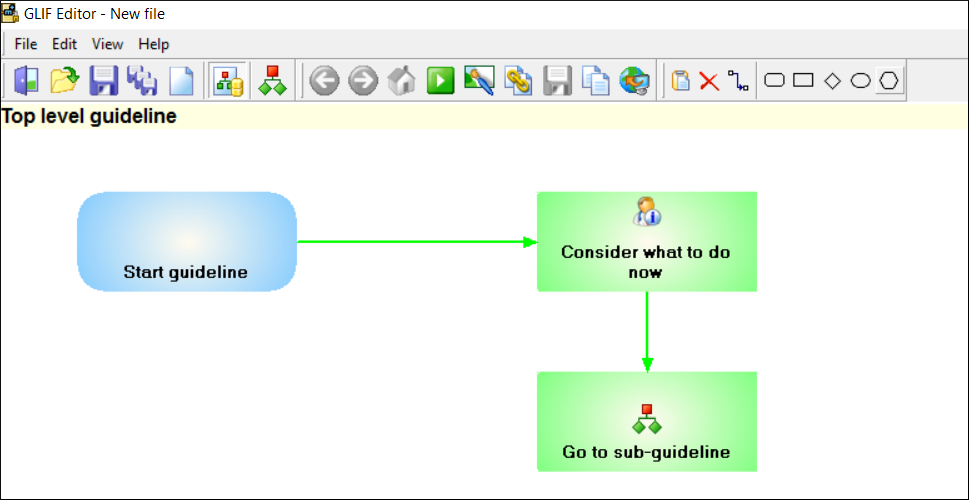 GLIF Editor - New file
File Edit View Help
Top level guideline
Start guideline
Consider what to do
now
Go to sub-guideline